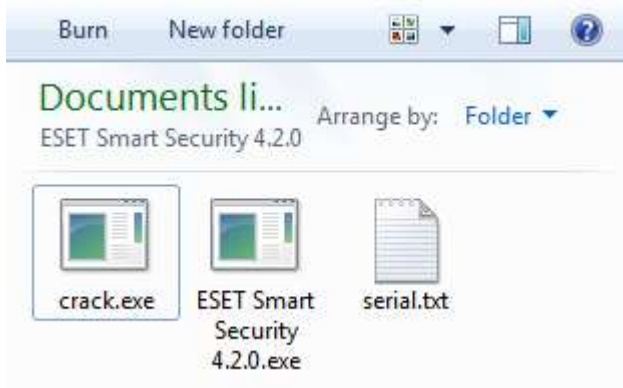 Burn New folder
Documents li...
ESET Smart Security 4.2.0
Arrange by: Folder
crack.exe
ESET Smart
Security
4.2.0.exe
serial.txt